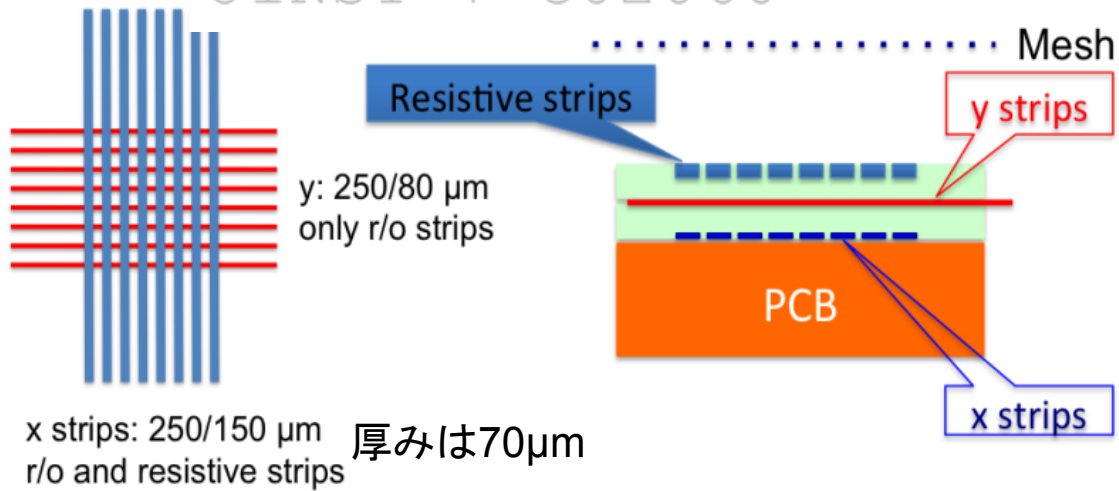 Mesh
Resistive strips
y strips
y: 250/80 μm
only r/o strips
PCB
x strips
x strips: 250/150 μm
r/o and resistive strips
厚みは70μm